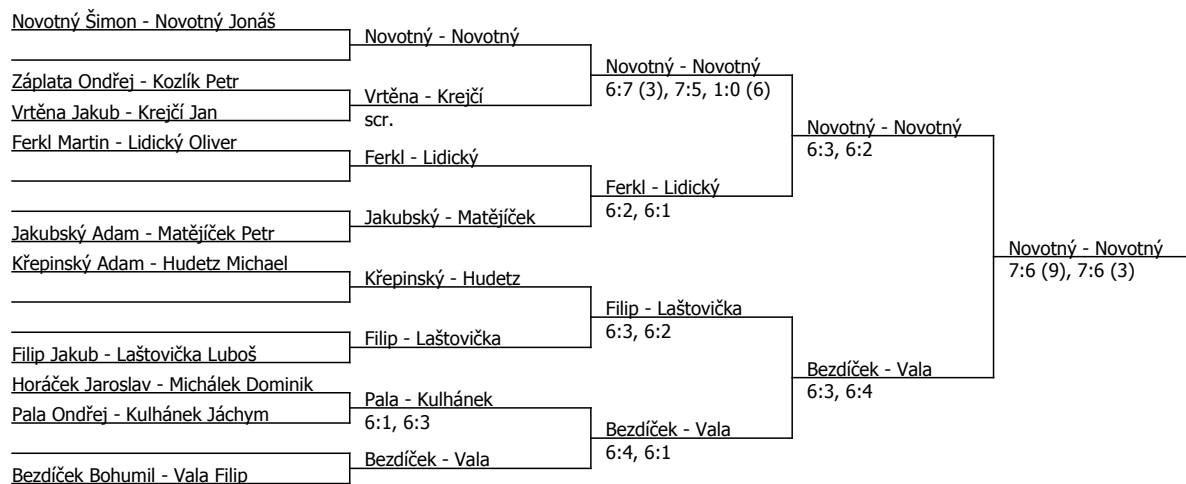 Novotný Šimon - Novotný Jonáš
Novotný - Novotný
Záplata Ondřej - Kozlík Petr
Novotný - Novotný
6:7 (3), 7:5, 1:0 (6)
Vrtěna Jakub - Krejčí Jan
Vrtěna - Krejčí
scr.
Novotný - Novotný
6:3, 6:2
Ferkl Martin - Lidický Oliver
Ferkl - Lidický
Ferkl - Lidický
6:2, 6:1
Jakubský Adam - Matějíček Petr
Jakubský - Matějíček
Novotný - Novotný
7:6 (9), 7:6 (3)
Křepinský Adam - Hudetz Michael
Křepinský - Hudetz
Filip - Laštovička
6:3, 6:2
Filip Jakub - Laštovička Luboš
Filip - Laštovička
Bezdíček - Vala
6:3, 6:4
Horáček Jaroslav - Michálek Dominik
Pala - Kulhánek
6:1, 6:3
Pala Ondřej - Kulhánek Jáchym
Bezdíček - Vala
6:4, 6:1
Bezdíček - Vala
Bezdíček Bohumil - Vala Filip